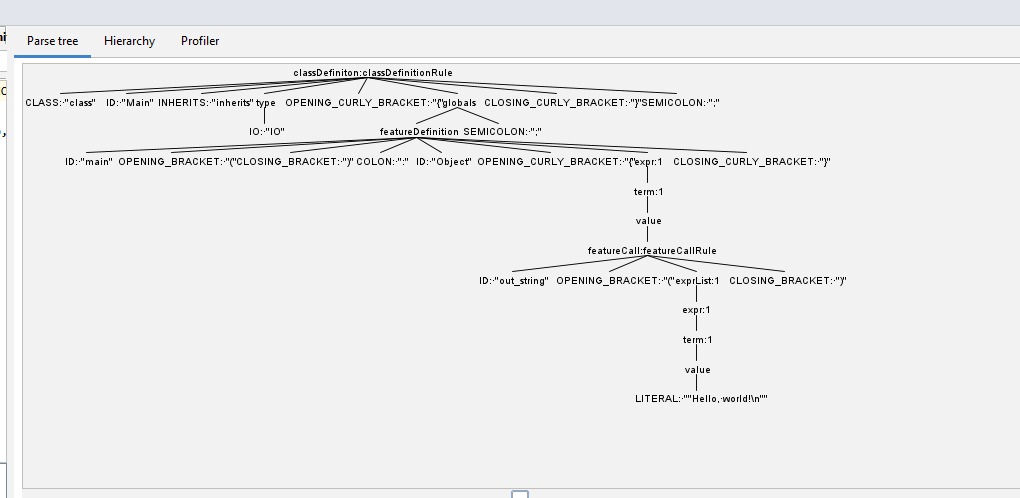 Parse tree Hierarchy Profiler
classDefiniton:classDefinitionRule
CLASS:·"class" ID:·"Main" INHERITS:·"inherits" type OPENING_CURLY_BRACKET:·"{" globals CLOSING_CURLY_BRACKET:·"}" SEMICOLON:·";"
IO:·"IO" featureDefinition SEMICOLON:·";"
ID:·"main" OPENING_BRACKET:·"(" CLOSING_BRACKET:·")" COLON:·":" ID:·"Object" OPENING_CURLY_BRACKET:·"{" expr:1 CLOSING_CURLY_BRACKET:·"}"
term:1
value
featureCall:featureCallRule
ID:·"out_string" OPENING_BRACKET:·"(" exprList:1 CLOSING_BRACKET:·")"
expr:1
term:1
value
LITERAL:·""Hello,·world!\n""